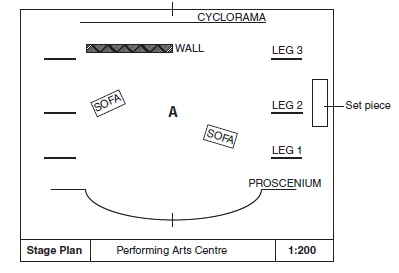 CYCLORAMA
WALL
LEG 3
SOFA
A
LEG 2
Set piece
SOFA
LEG 1
PROSCENIUM
Stage Plan
Performing Arts Centre
1:200